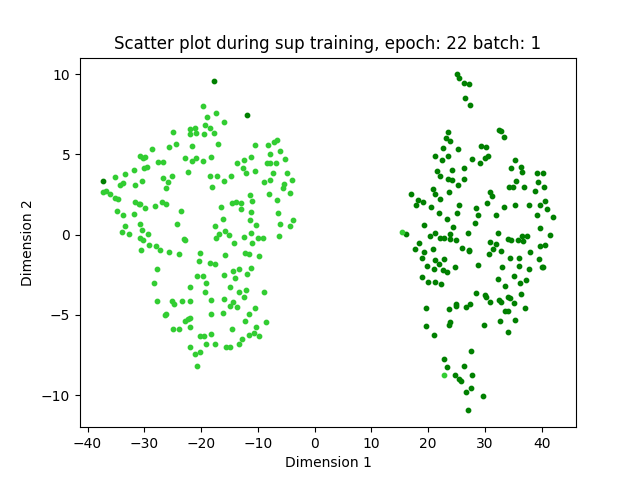 Scatter plot during sup training, epoch: 22 batch: 1
10
5
0
−5
−10
Dimension 2
−40 −30 −20 −10 0 10 20 30 40
Dimension 1